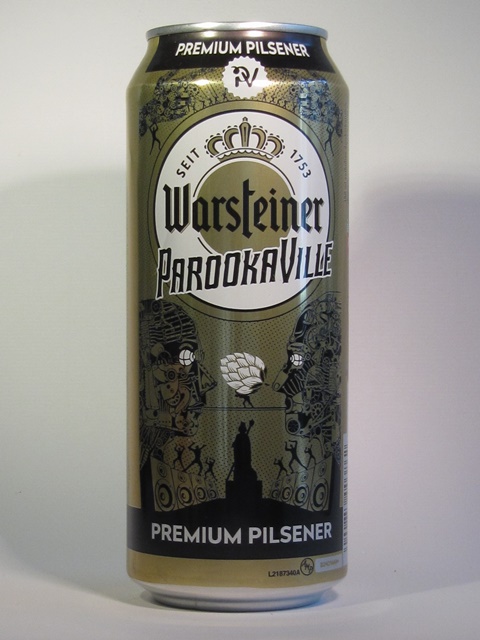 PREMIUM PILSENER
PV
SEIT 1753
Warsteiner
PAROOKAVILLE
PREMIUM PILSENER
L2187340A